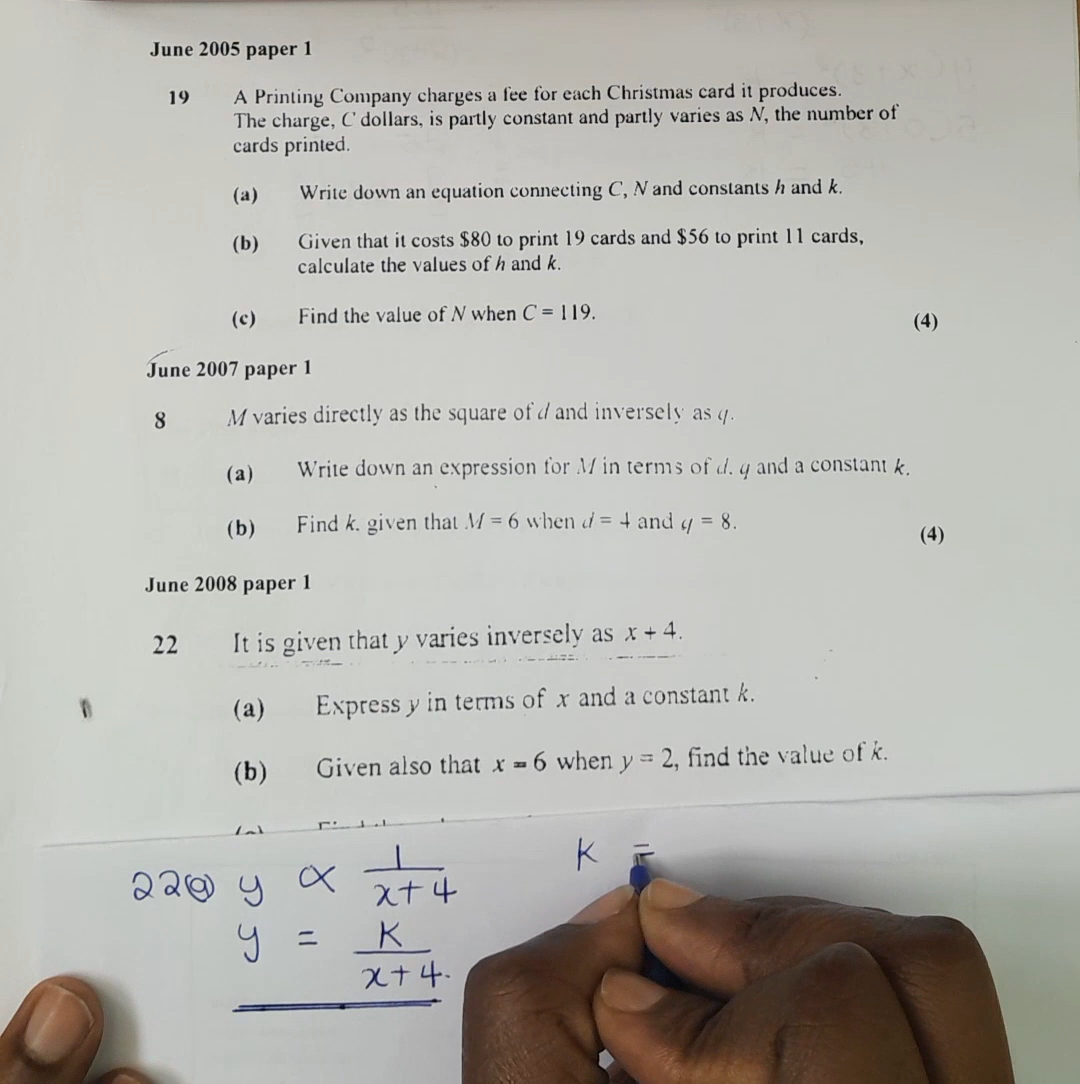 June 2005 paper 1
19 A Printing Company charges a fee for each Christmas card it produces.
The charge, C dollars, is partly constant and partly varies as N, the number of
cards printed.
(a) Write down an equation connecting C, N and constants h and k.
(b) Given that it costs $80 to print 19 cards and $56 to print 11 cards,
calculate the values of h and k.
(c) Find the value of N when C = 119.
(4)
June 2007 paper 1
8 M varies directly as the square of d and inversely as q.
(a) Write down an expression for M in terms of d. q and a constant k.
(b) Find k. given that M = 6 when d = 4 and q = 8.
(4)
June 2008 paper 1
22 It is given that y varies inversely as x + 4.
(a) Express y in terms of x and a constant k.
(b) Given also that x = 6 when y = 2, find the value of k.
22@ y ∝ 1/(x+4)
y = K/(x+4).
K =